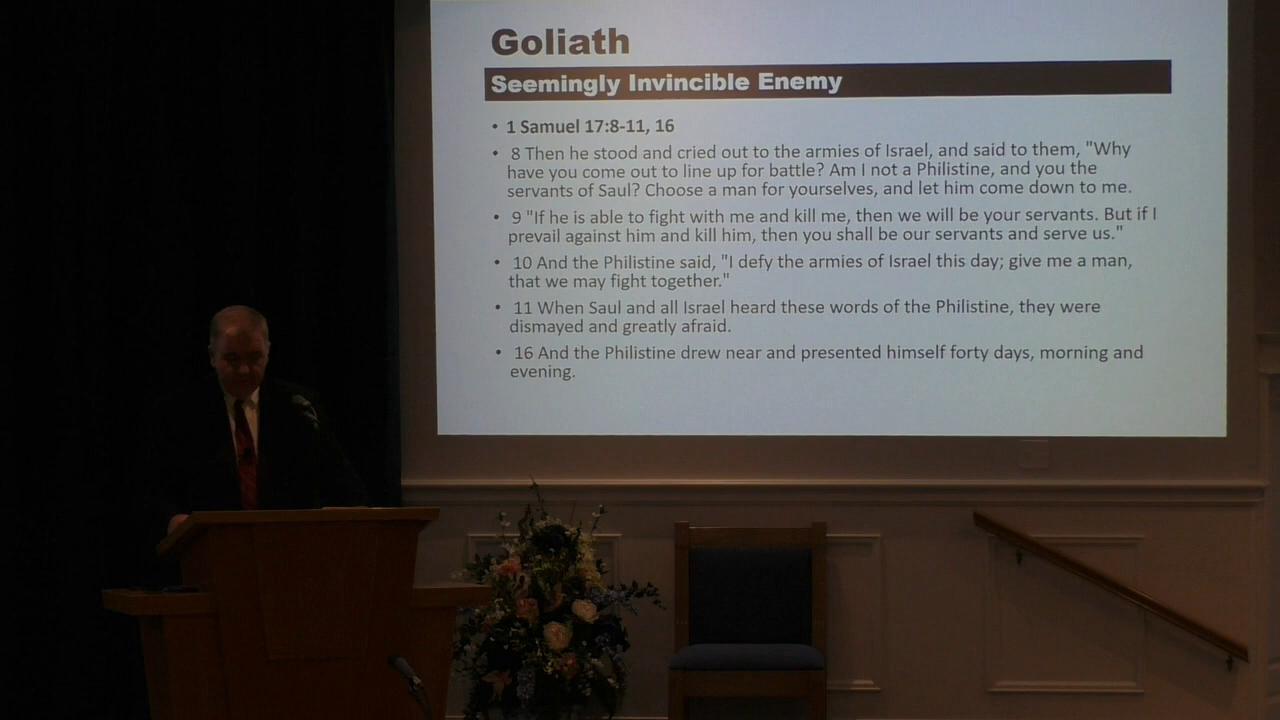 Goliath
Seemingly Invincible Enemy
• 1 Samuel 17:8-11, 16
• 8 Then he stood and cried out to the armies of Israel, and said to them, "Why
have you come out to line up for battle? Am I not a Philistine, and you the
servants of Saul? Choose a man for yourselves, and let him come down to me.
• 9 "If he is able to fight with me and kill me, then we will be your servants. But if I
prevail against him and kill him, then you shall be our servants and serve us."
• 10 And the Philistine said, "I defy the armies of Israel this day; give me a man,
that we may fight together."
• 11 When Saul and all Israel heard these words of the Philistine, they were
dismayed and greatly afraid.
• 16 And the Philistine drew near and presented himself forty days, morning and
evening.